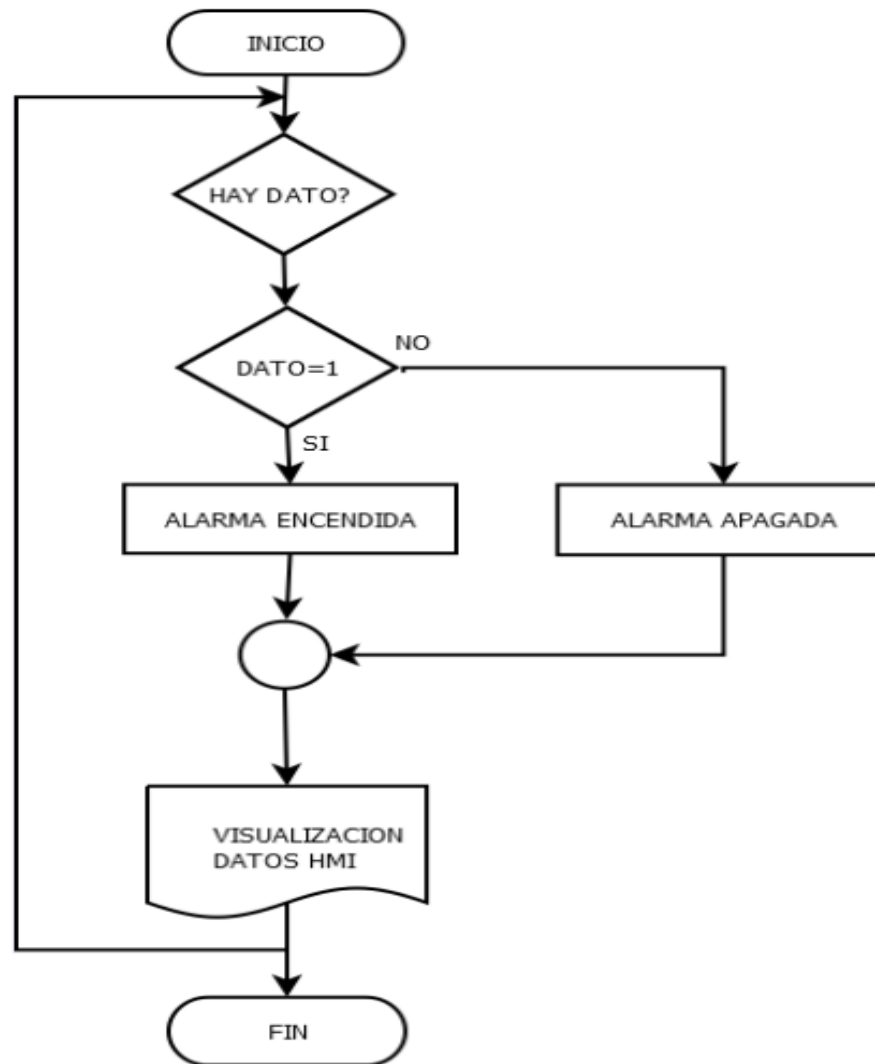 INICIO
HAY DATO?
DATO=1
NO
SI
ALARMA ENCENDIDA
ALARMA APAGADA
VISUALIZACION
DATOS HMI
FIN